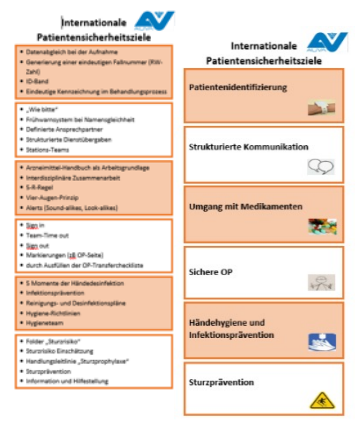 Internationale
Patientensicherheitsziele
• Datenabgleich bei der Aufnahme
• Generierung einer eindeutigen Fallnummer (RW-
Zahl)
• ID-Band
• Eindeutige Kennzeichnung im Behandlungsprozess
• „Wie bitte“
• Frühwarnsystem bei Namensgleichheit
• Definierte Ansprechpartner
• Strukturierte Dienstübergaben
• Stations-Teams
• Arzneimittel-Handbuch als Arbeitsgrundlage
• Interdisziplinäre Zusammenarbeit
• 5-R-Regel
• Vier-Augen-Prinzip
• Alerts (Sound-alikes, Look-alikes)
• Sign in
• Team-Time out
• Sign out
• Markierungen (zB OP-Seite)
• durch Ausfüllen der OP-Transfercheckliste
• 5 Momente der Händedesinfektion
• Infektionsprävention
• Reinigungs- und Desinfektionspläne
• Hygiene-Richtlinien
• Hygieneteam
• Folder „Sturzrisiko“
• Sturzrisiko Einschätzung
• Handlungsleitlinie „Sturzprophylaxe“
• Sturzprävention
• Information und Hilfestellung
Internationale
Patientensicherheitsziele
Patientenidentifizierung
Strukturierte Kommunikation
Umgang mit Medikamenten
Sichere OP
Händehygiene und
Infektionsprävention
Sturzprävention